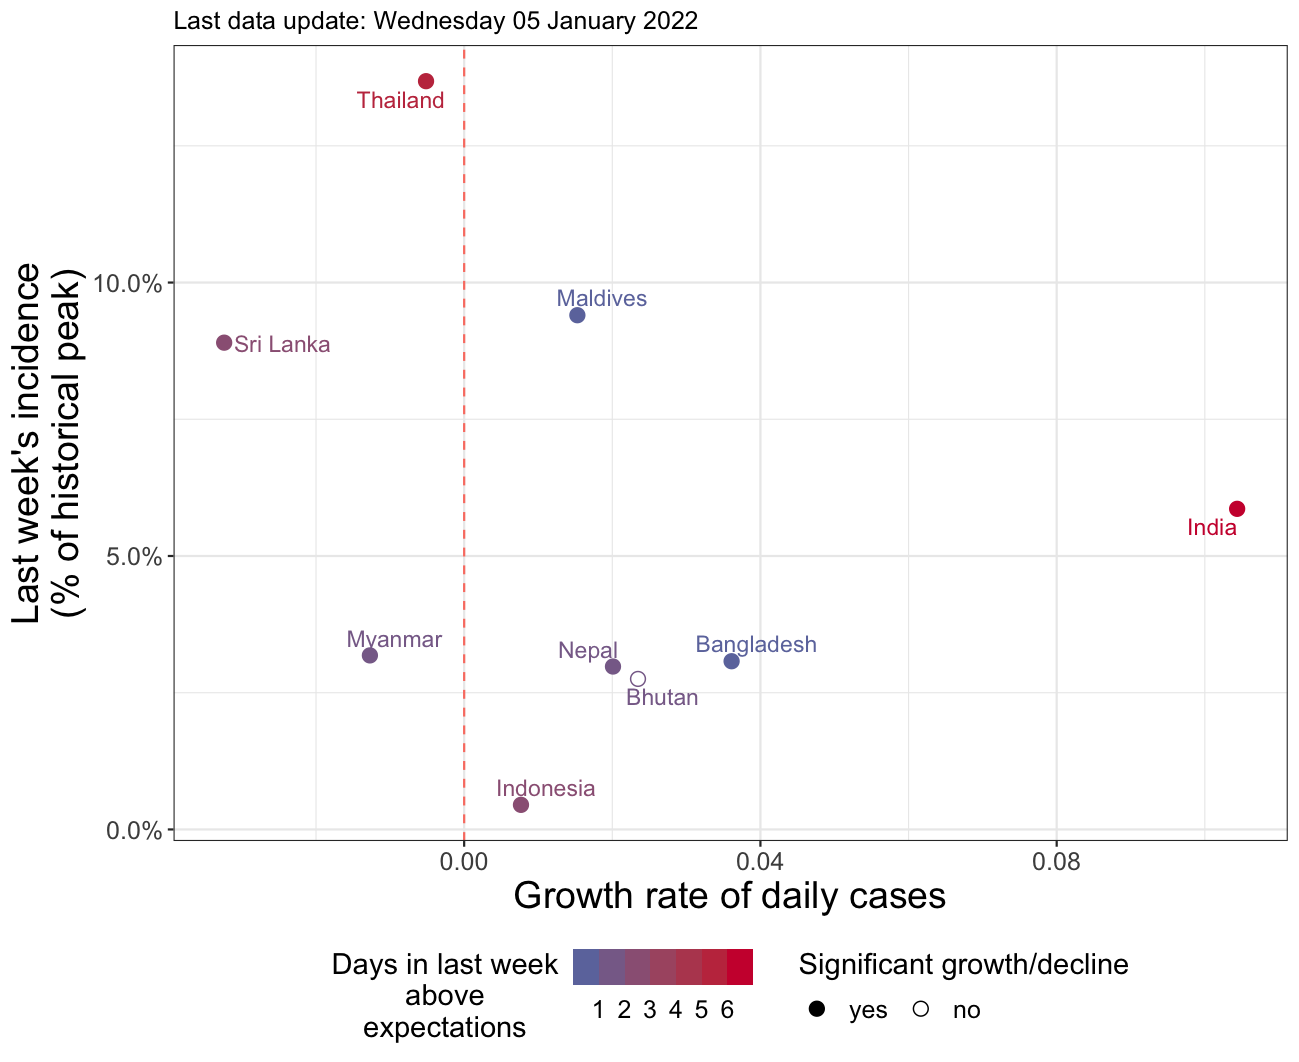 Last data update: Wednesday 05 January 2022
Thailand
10.0%
Maldives
Sri Lanka
Last week's incidence
(% of historical peak)
India
5.0%
Myanmar
Nepal
Bangladesh
Bhutan
Indonesia
0.0%
0.00 0.04 0.08
Growth rate of daily cases
Days in last week
above
expectations
1 2 3 4 5 6
Significant growth/decline
yes no